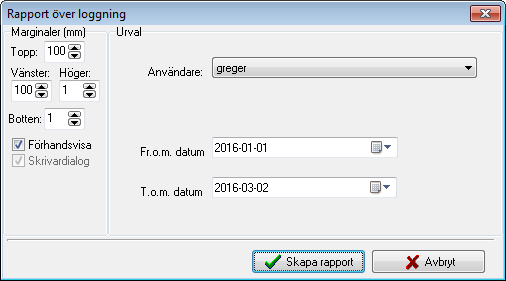 Rapport över loggning
Marginaler (mm)
Topp: 100
Vänster: Höger:
100 1
Botten: 1
Förhandsvisa
Skrivardialog
Urval
Användare: greger
Fr.o.m. datum 2016-01-01
T.o.m. datum 2016-03-02
Skapa rapport
Avbryt